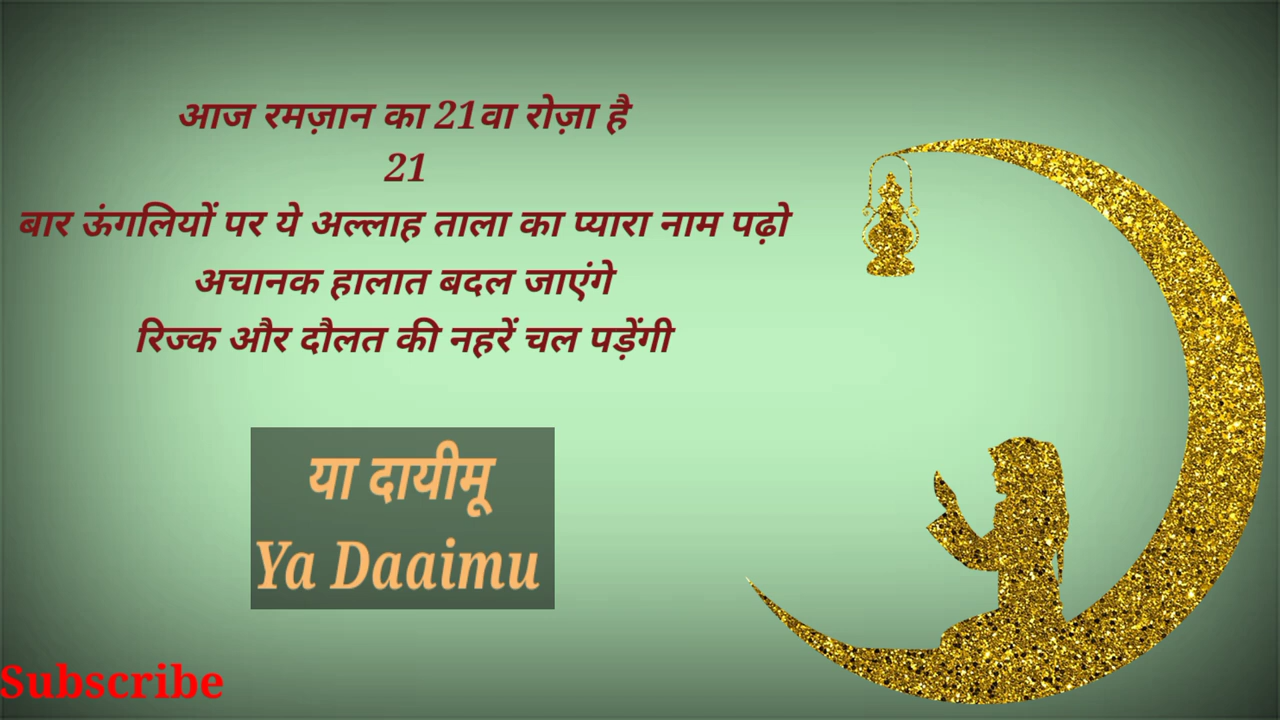 आज रमज़ान का 21वा रोज़ा है
21
बार ऊंगलियों पर ये अल्लाह ताला का प्यारा नाम पढ़ो
अचानक हालात बदल जाएंगे
रिज्क और दौलत की नहरें चल पड़ेंगी
या दायीमू
Ya Daaimu
Subscribe